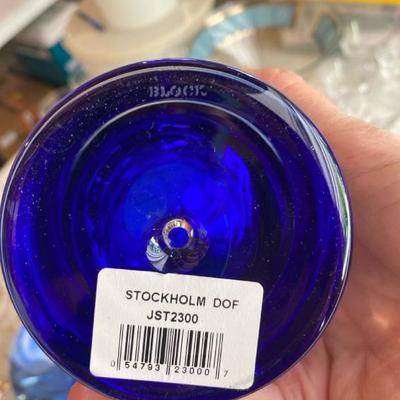 BLOCK
STOCKHOLM DOF
JST2300
0 54793 23000 7